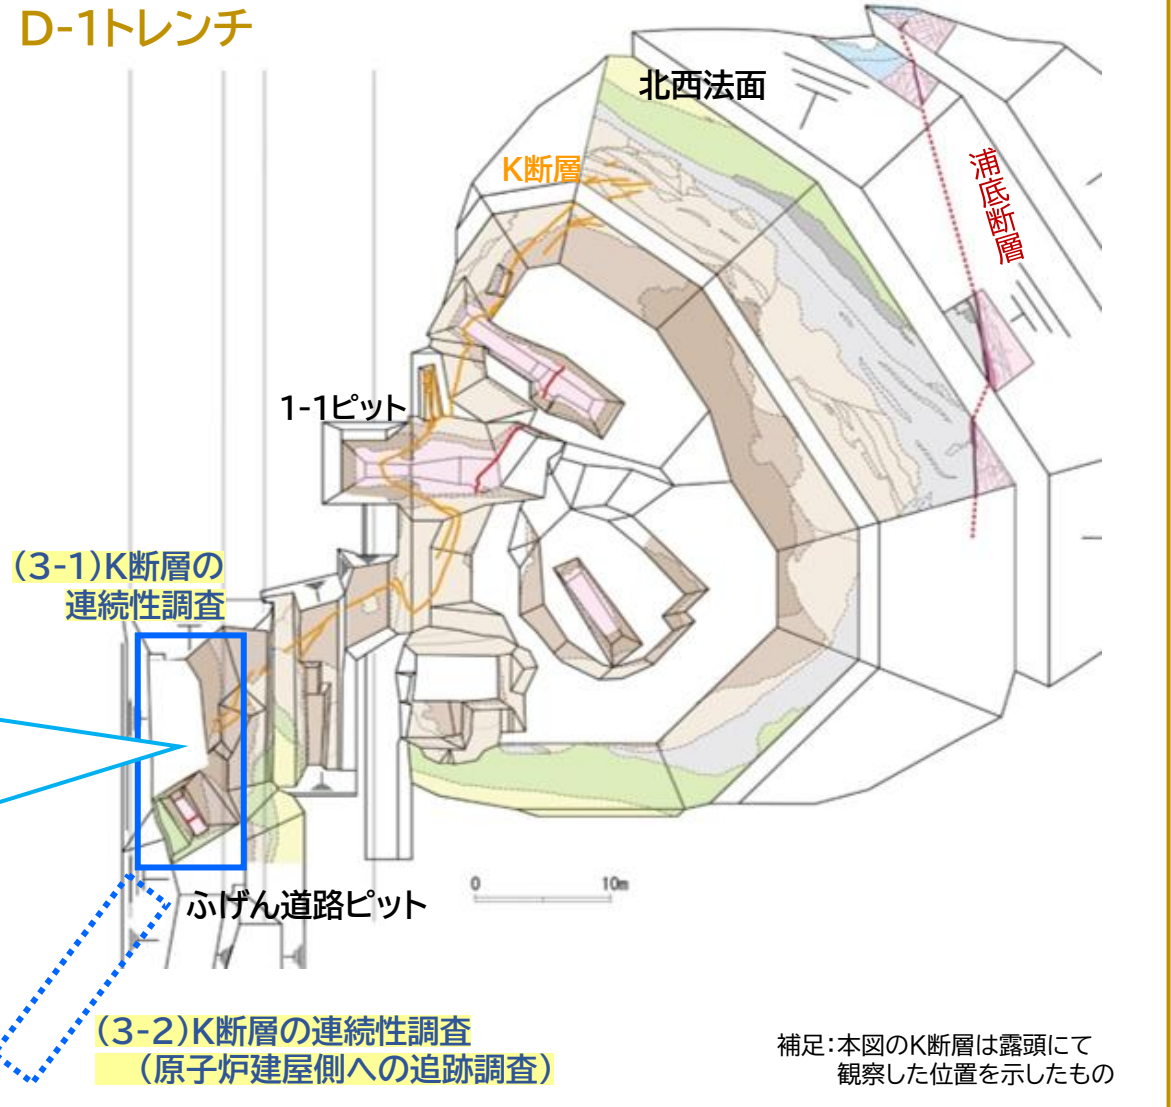 D-1トレンチ
北西法面
K断層
浦底断層
1-1ピット
(3-1)K断層の
連続性調査
ふげん道路ピット
0 10m
(3-2)K断層の連続性調査
(原子炉建屋側への追跡調査)
補足:本図のK断層は露頭にて
観察した位置を示したもの